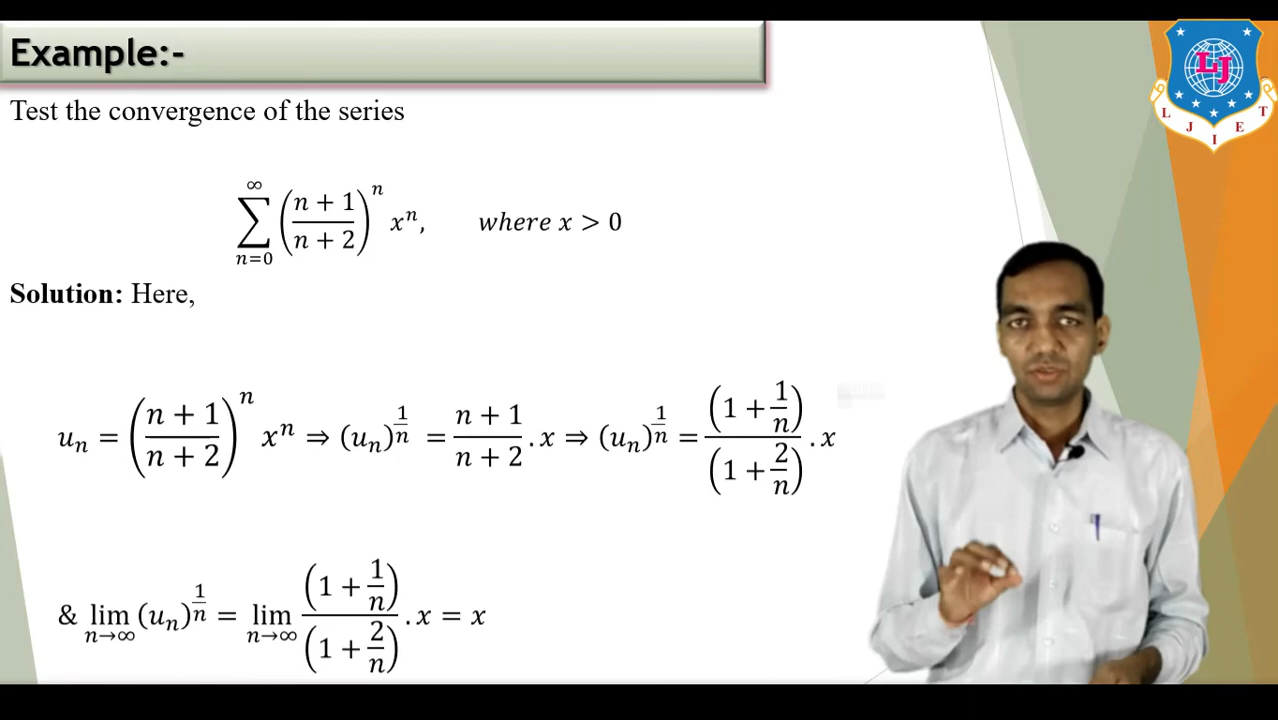 Example:-
Test the convergence of the series
∑_{n=0}^{∞} ((n + 1)/(n + 2))^n x^n, where x > 0
Solution: Here,
u_n = ((n + 1)/(n + 2))^n x^n ⇒ (u_n)^{1/n} = (n + 1)/(n + 2) . x ⇒ (u_n)^{1/n} = (1 + 1/n)/(1 + 2/n) . x
& lim_{n→∞} (u_n)^{1/n} = lim_{n→∞} (1 + 1/n)/(1 + 2/n) . x = x
LJ
L J I E T